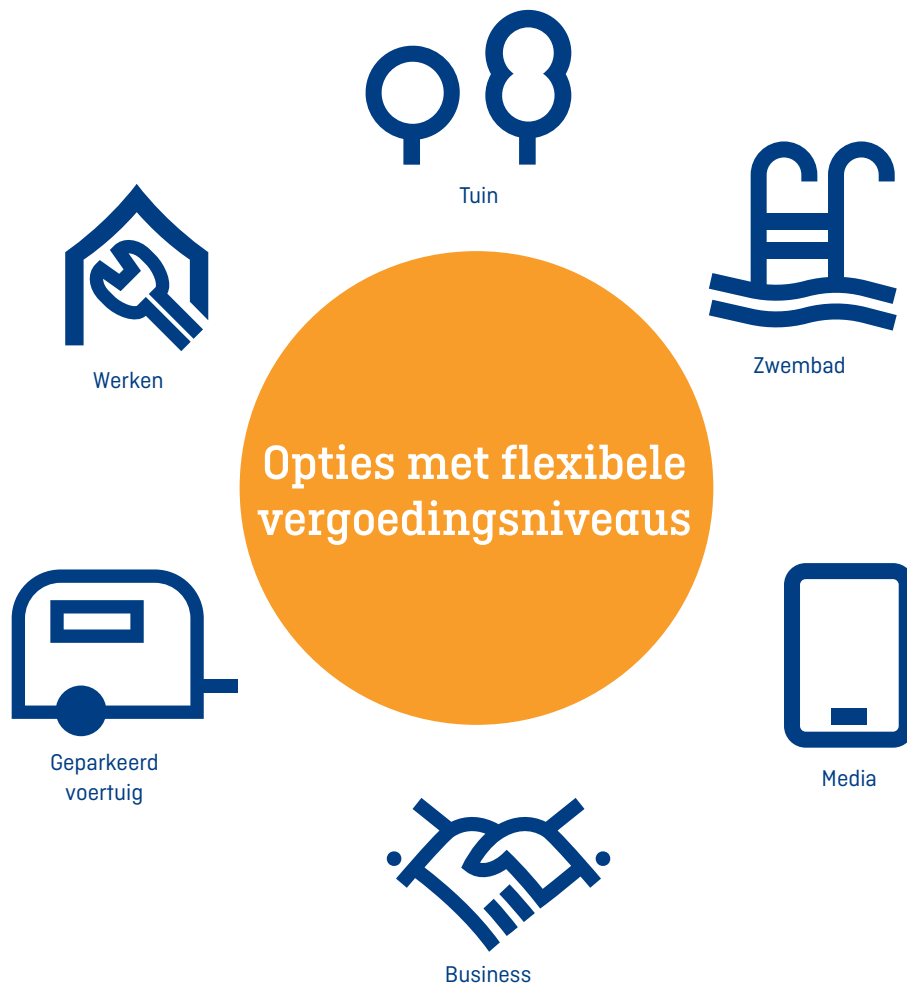 Tuin
Zwembad
Werken
Opties met flexibele
vergoedingsniveaus
Geparkeerd
voertuig
Media
Business